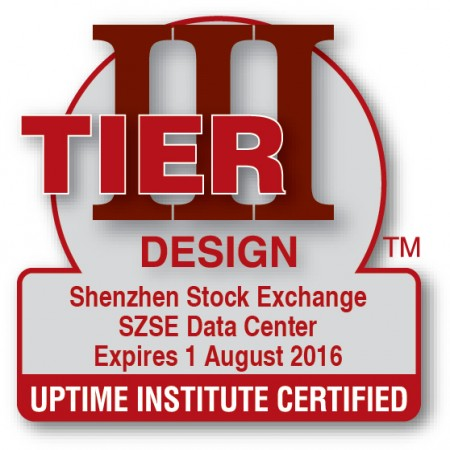 III
TIER
DESIGN
TM
Shenzhen Stock Exchange
SZSE Data Center
Expires 1 August 2016
UPTIME INSTITUTE CERTIFIED